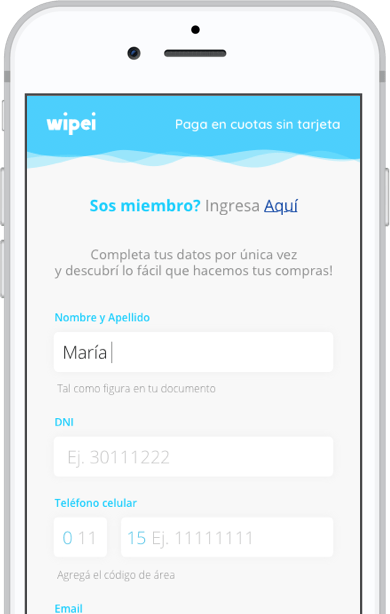 wipei
Paga en cuotas sin tarjeta
Sos miembro? Ingresa Aquí
Completa tus datos por única vez
y descubrí lo fácil que hacemos tus compras!
Nombre y Apellido
María
Tal como figura en tu documento
DNI
Ej. 30111222
Teléfono celular
0 11 15 Ej. 11111111
Agregá el código de área
Email